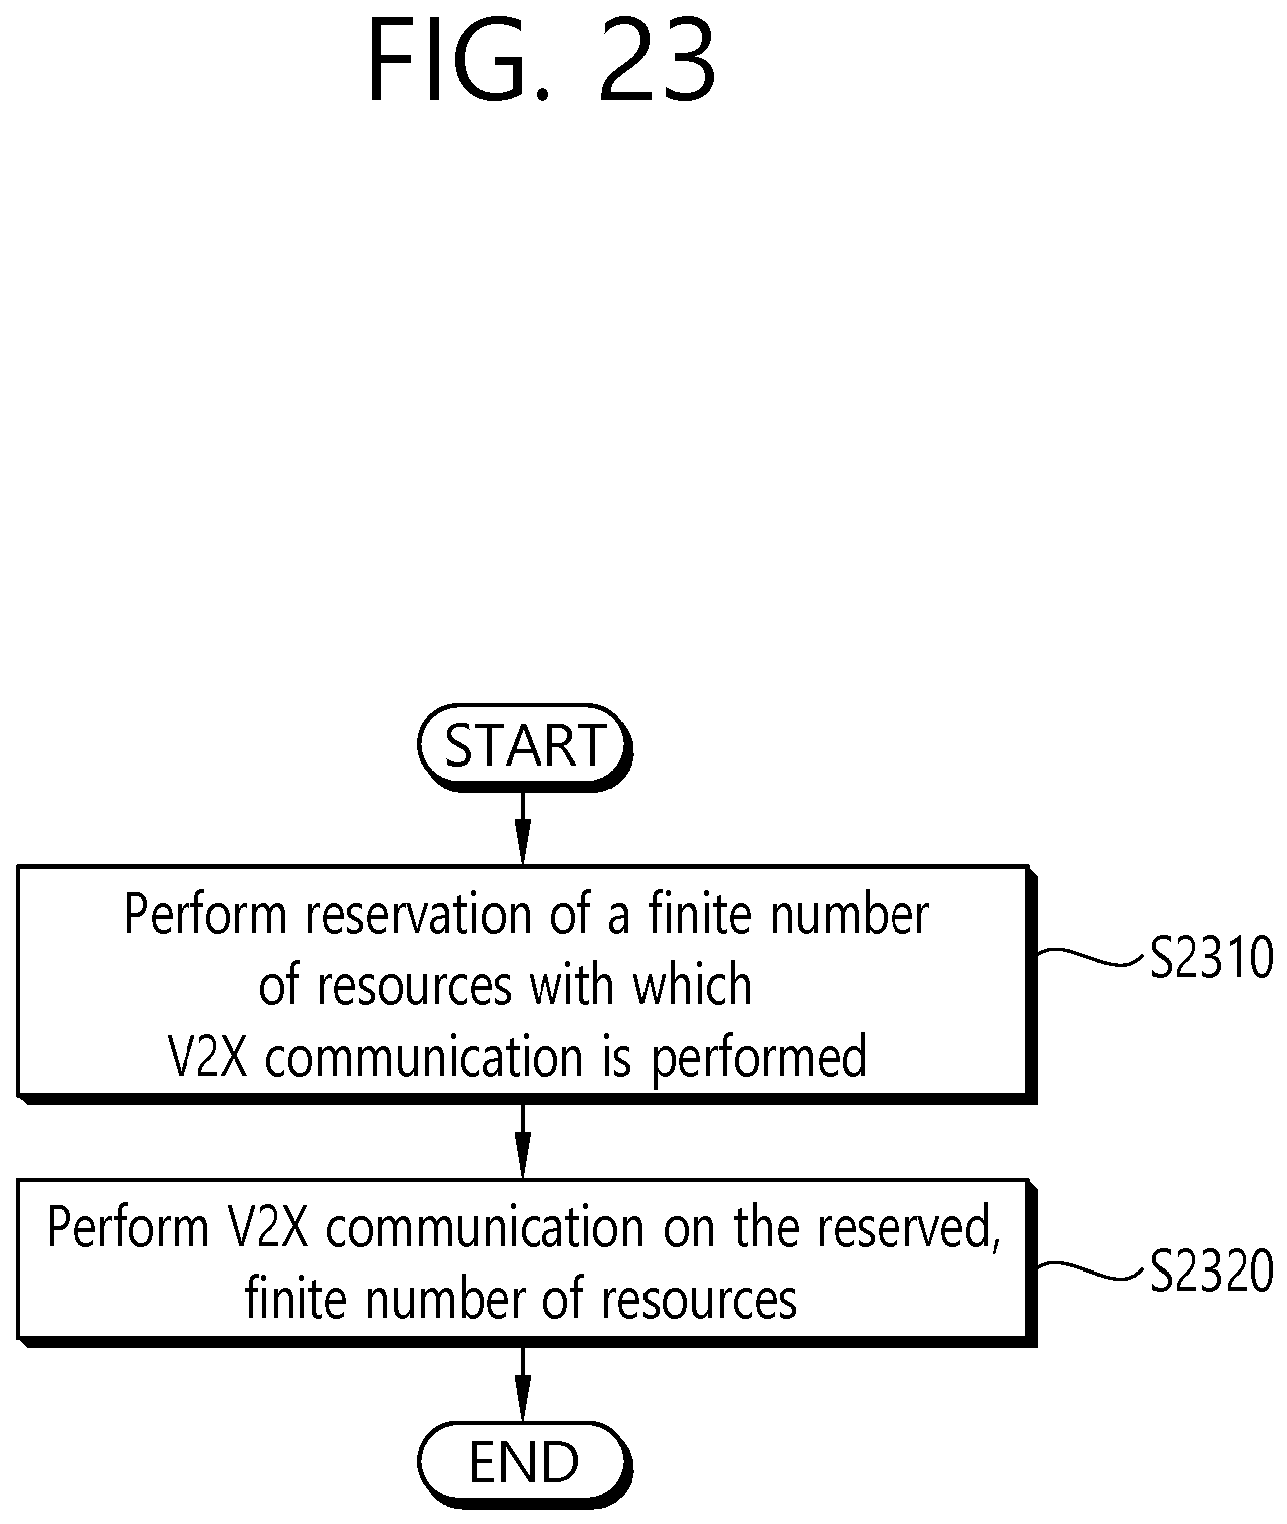 FIG. 23
START
Perform reservation of a finite number
of resources with which
V2X communication is performed
S2310
Perform V2X communication on the reserved,
finite number of resources
S2320
END